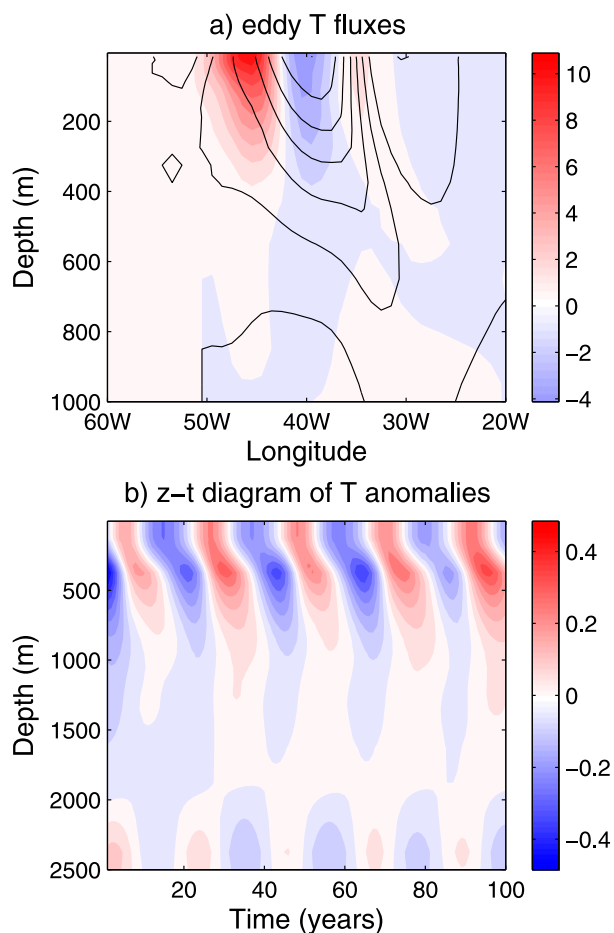 a) eddy T fluxes
Depth (m)
200
400
600
800
1000
60W 50W 40W 30W 20W
Longitude
10
8
6
4
2
0
−2
−4
b) z−t diagram of T anomalies
Depth (m)
500
1000
1500
2000
2500
20 40 60 80 100
Time (years)
0.4
0.2
0
−0.2
−0.4